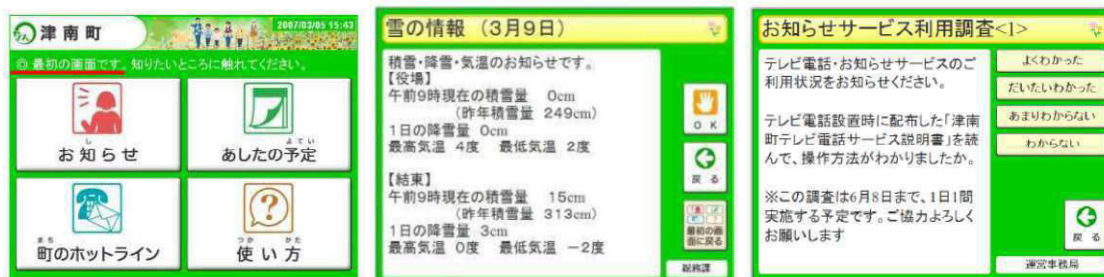 津南町
2007/03/05 15:43
◎ 最初の画面です。知りたいところに触れてください。
お知らせ
し
あしたの予定
よてい
町のホットライン
まち
使い方
つか かた
雪の情報 (3月9日)
積雪・降雪・気温のお知らせです。
【役場】
午前9時現在の積雪量 0cm
(昨年積雪量 249cm)
1日の降雪量 0cm
最高気温 4度 最低気温 2度
【結東】
午前9時現在の積雪量 15cm
(昨年積雪量 313cm)
1日の降雪量 3cm
最高気温 0度 最低気温 −2度
OK
戻る
最初の画面に戻る
総務課
お知らせサービス利用調査<1>
テレビ電話・お知らせサービスのご
利用状況をお知らせください。
テレビ電話設置時に配布した「津南
町テレビ電話サービス説明書」を読
んで、操作方法がわかりましたか。
※この調査は6月8日まで、1日1問
実施する予定です。ご協力よろしく
お願いします
よくわかった
だいたいわかった
あまりわからない
わからない
戻る
運営事務局